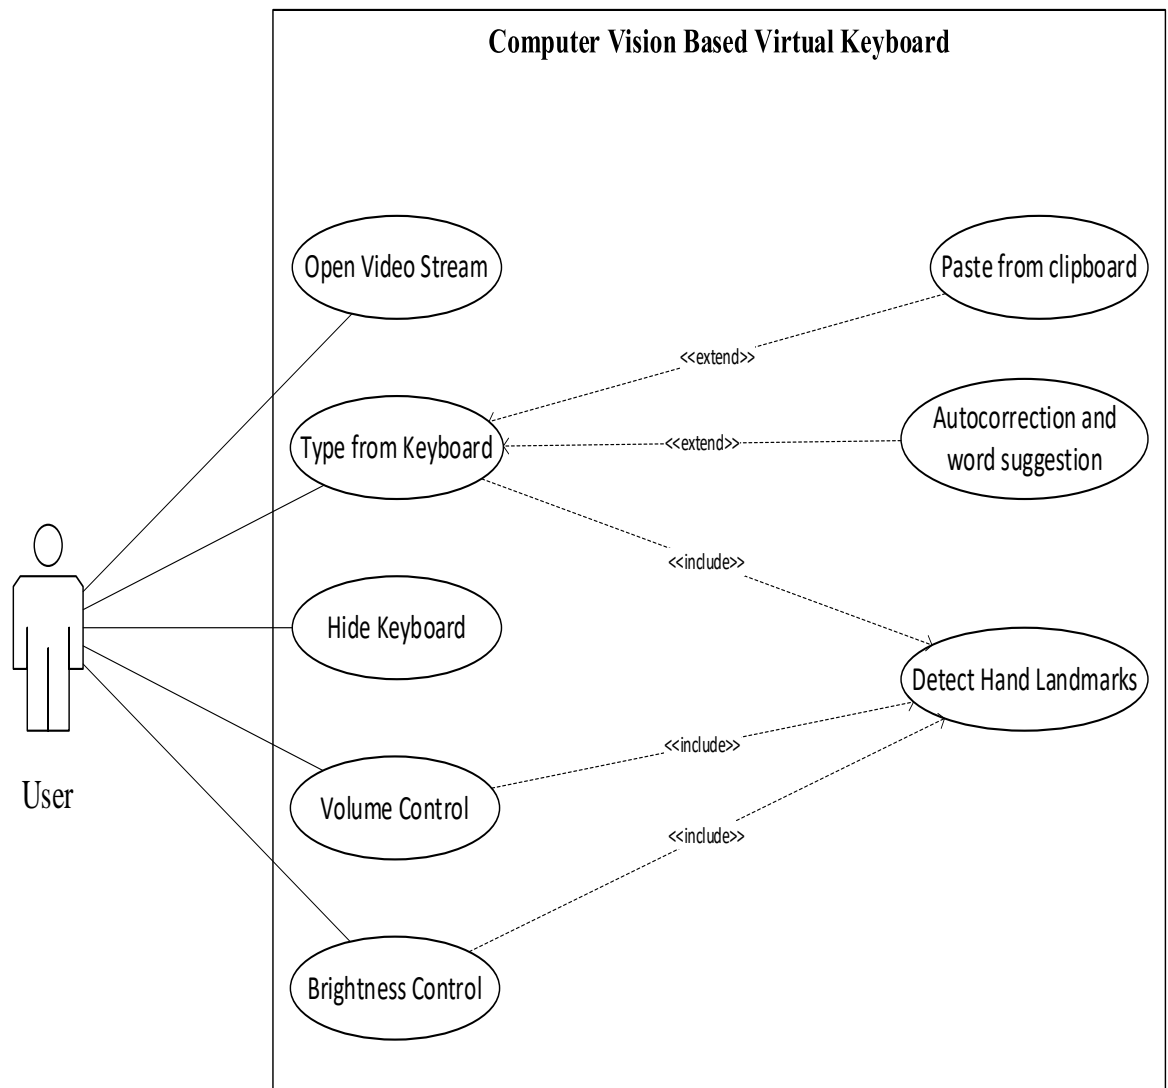 Computer Vision Based Virtual Keyboard
Open Video Stream
Paste from clipboard
<<extend>>
Type from Keyboard
<<extend>>
Autocorrection and
word suggestion
<<include>>
Hide Keyboard
Detect Hand Landmarks
<<include>>
User
Volume Control
<<include>>
Brightness Control